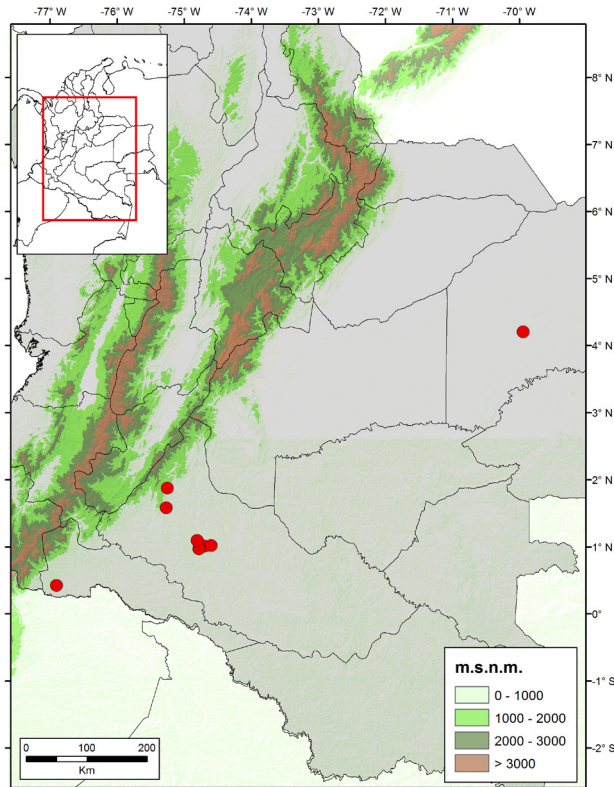 -77° W
-76° W
-75° W
-74° W
-73° W
-72° W
-71° W
-70° W
8° N
7° N
6° N
5° N
4° N
3° N
2° N
1° N
0°
-1° S
-2° S
m.s.n.m.
0 - 1000
1000 - 2000
2000 - 3000
> 3000
0 100 200
Km